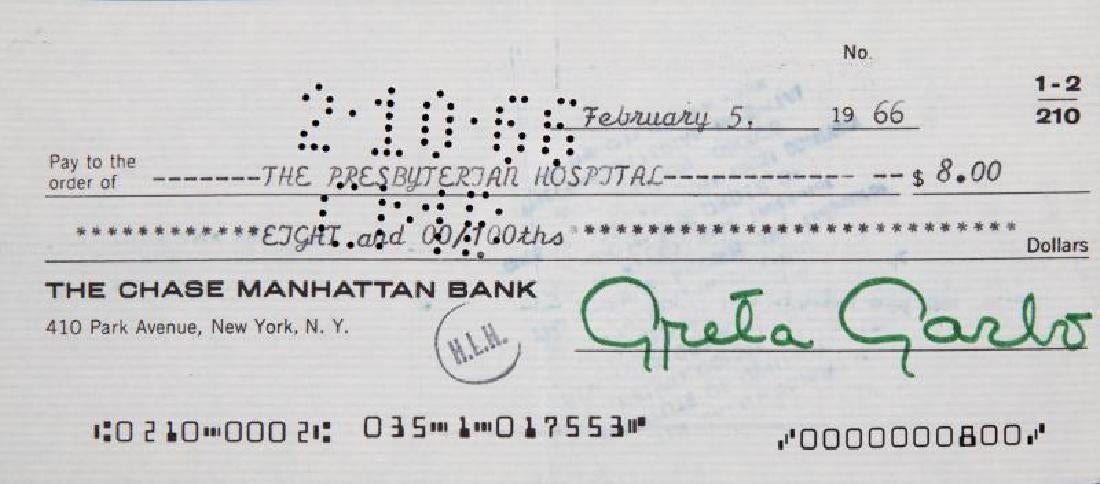 No.
1-2
210
2·10·66
February 5, 19 66
Pay to the
order of -------THE PRESBYTERIAN HOSPITAL------------ -- $ 8.00
************EIGHT and 00/100ths *************************** Dollars
THE CHASE MANHATTAN BANK
410 Park Avenue, New York, N. Y.
H.L.H.
Greta Garbo
⑆0210⑉0002⑆ 035⑉1⑉017553⑈ ⑇0000000800⑇